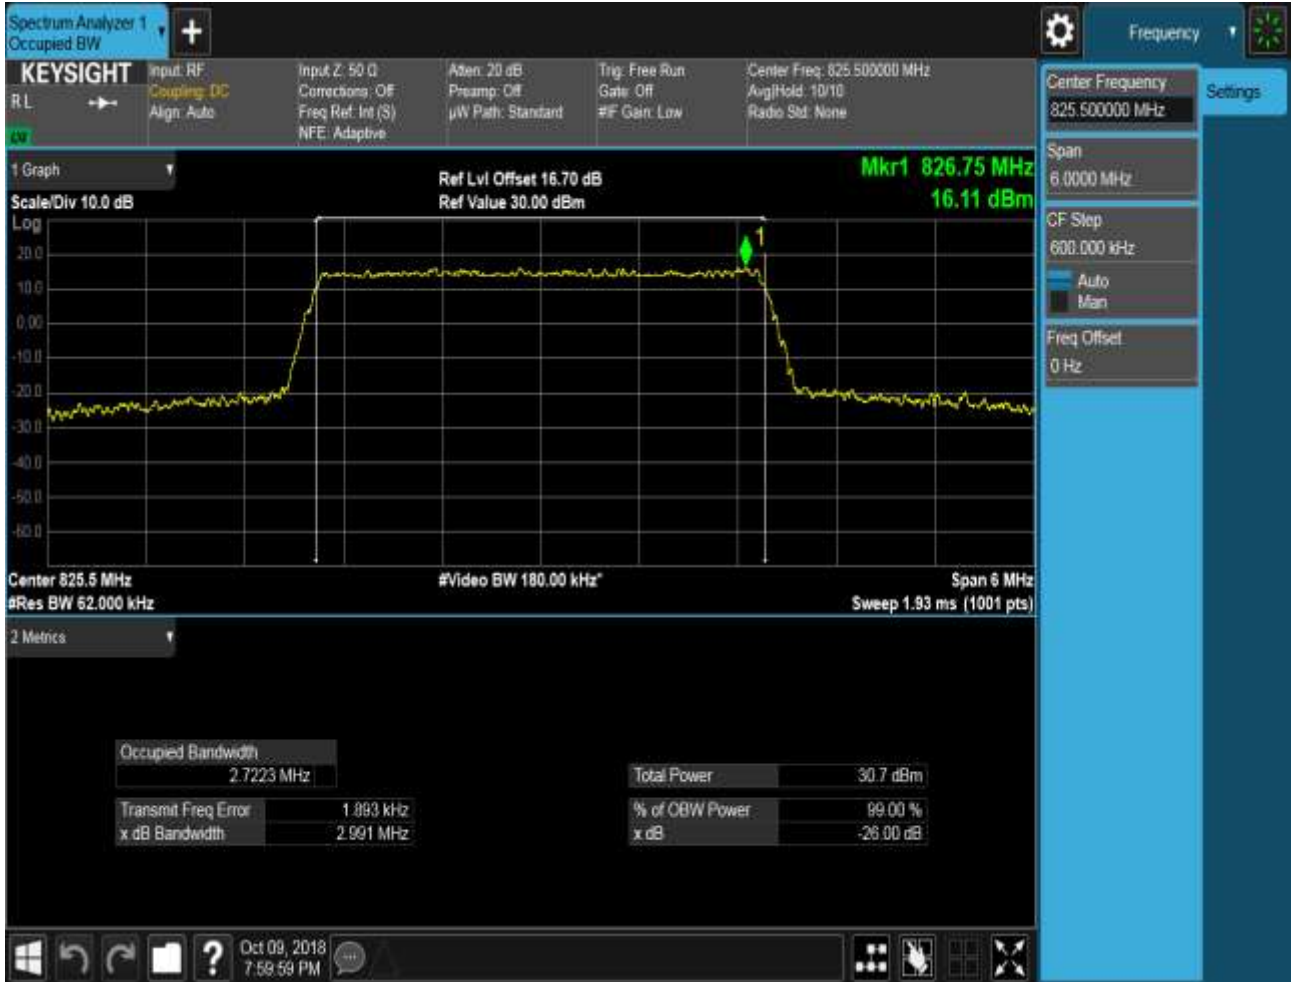 Spectrum Analyzer 1
Occupied BW
Frequency
KEYSIGHT
R L
Input: RF
Coupling: DC
Align: Auto
Input Z: 50 Ω
Corrections: Off
Freq Ref: Int (S)
NFE: Adaptive
Atten: 20 dB
Preamp: Off
µW Path: Standard
Trig: Free Run
Gate: Off
#IF Gain: Low
Center Freq: 825.500000 MHz
Avg|Hold: 10/10
Radio Std: None
Center Frequency
825.500000 MHz
Settings
Span
6.0000 MHz
CF Step
600.000 kHz
Auto
Man
Freq Offset
0 Hz
1 Graph
Scale/Div 10.0 dB
Ref Lvl Offset 16.70 dB
Ref Value 30.00 dBm
Mkr1 826.75 MHz
16.11 dBm
Log
1
20.0
10.0
0.00
-10.0
-20.0
-30.0
-40.0
-50.0
-60.0
Center 825.5 MHz
#Video BW 180.00 kHz*
Span 6 MHz
#Res BW 62.000 kHz
Sweep 1.93 ms (1001 pts)
2 Metrics
Occupied Bandwidth
2.7223 MHz
Total Power 30.7 dBm
Transmit Freq Error 1.893 kHz
% of OBW Power 99.00 %
x dB Bandwidth 2.991 MHz
x dB -26.00 dB
?
Oct 09, 2018
7:59:59 PM